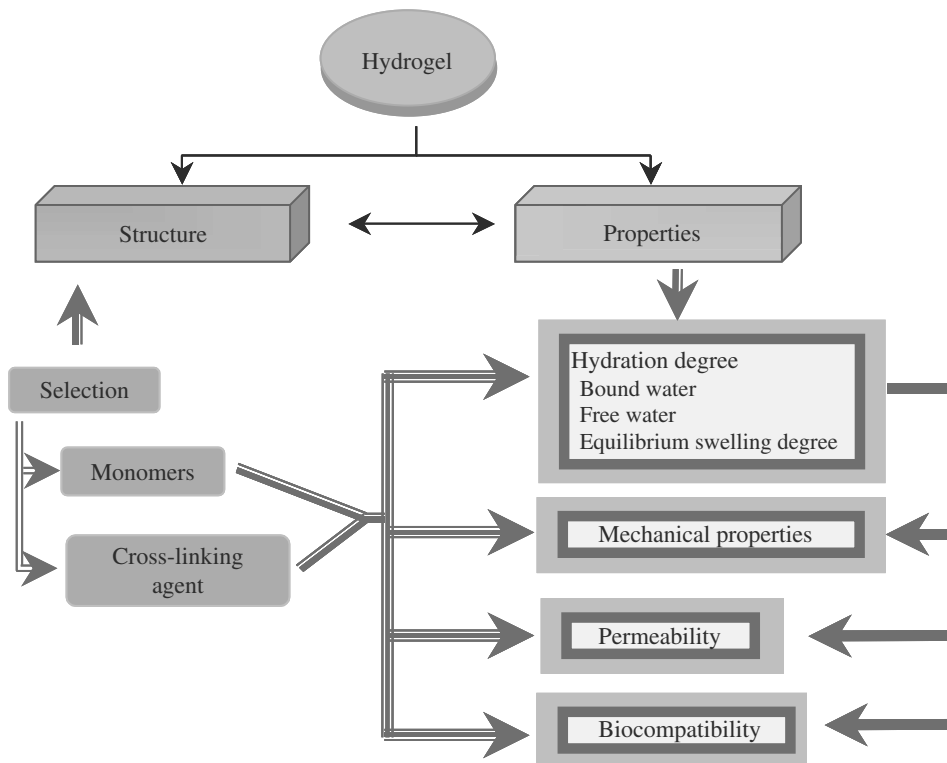 Hydrogel
Structure
Properties
Selection
Monomers
Cross-linking
agent
Hydration degree
Bound water
Free water
Equilibrium swelling degree
Mechanical properties
Permeability
Biocompatibility